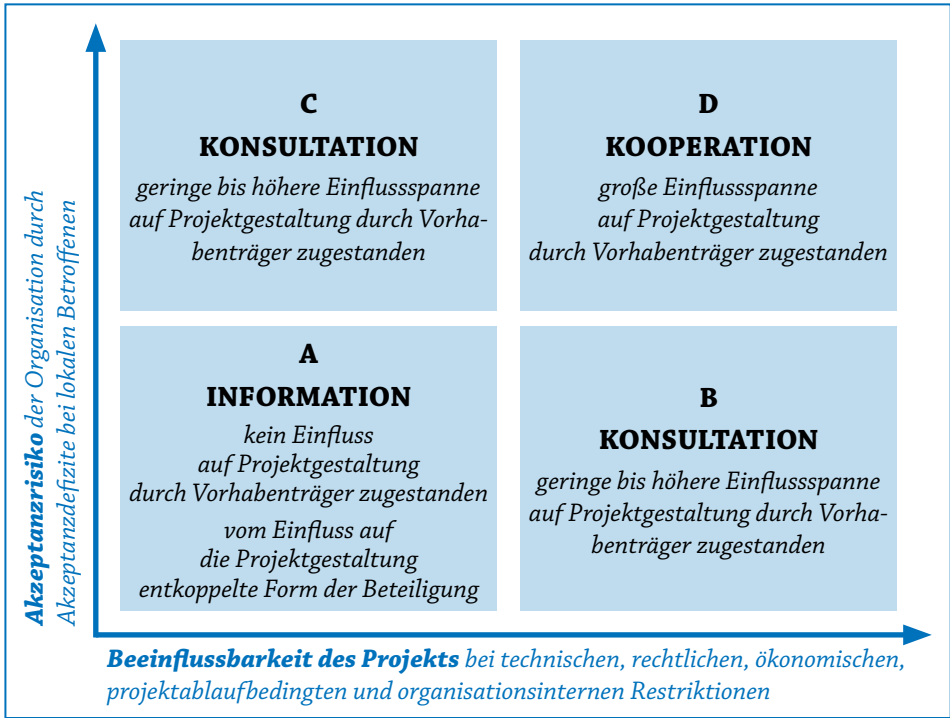 C
KONSULTATION
geringe bis höhere Einflussspanne
auf Projektgestaltung durch Vorha-
benträger zugestanden
D
KOOPERATION
große Einflussspanne
auf Projektgestaltung
durch Vorhabenträger zugestanden
A
INFORMATION
kein Einfluss
auf Projektgestaltung
durch Vorhabenträger zugestanden
vom Einfluss auf
die Projektgestaltung
entkoppelte Form der Beteiligung
B
KONSULTATION
geringe bis höhere Einflussspanne
auf Projektgestaltung durch Vorha-
benträger zugestanden
Akzeptanzrisiko der Organisation durch
Akzeptanzdefizite bei lokalen Betroffenen
Beeinflussbarkeit des Projekts bei technischen, rechtlichen, ökonomischen,
projektablaufbedingten und organisationsinternen Restriktionen